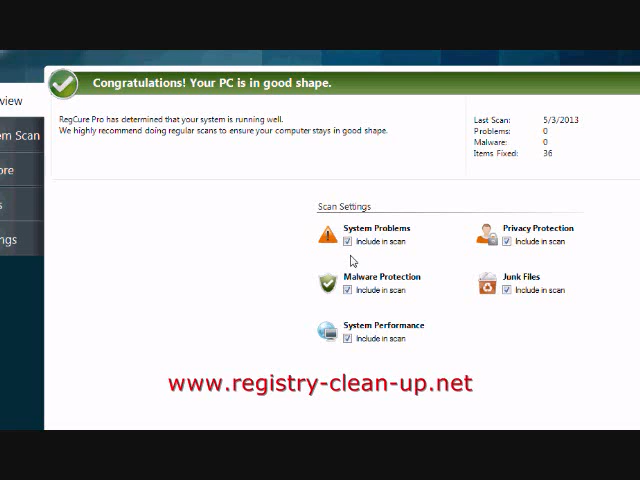 Congratulations! Your PC is in good shape.
view
RegCure Pro has determined that your system is running well.
We highly recommend doing regular scans to ensure your computer stays in good shape.
Last Scan: 5/3/2013
Problems: 0
Malware: 0
Items Fixed: 36
em Scan
ore
s
ngs
Scan Settings
System Problems
Include in scan
Privacy Protection
Include in scan
Malware Protection
Include in scan
Junk Files
Include in scan
System Performance
Include in scan
www.registry-clean-up.net